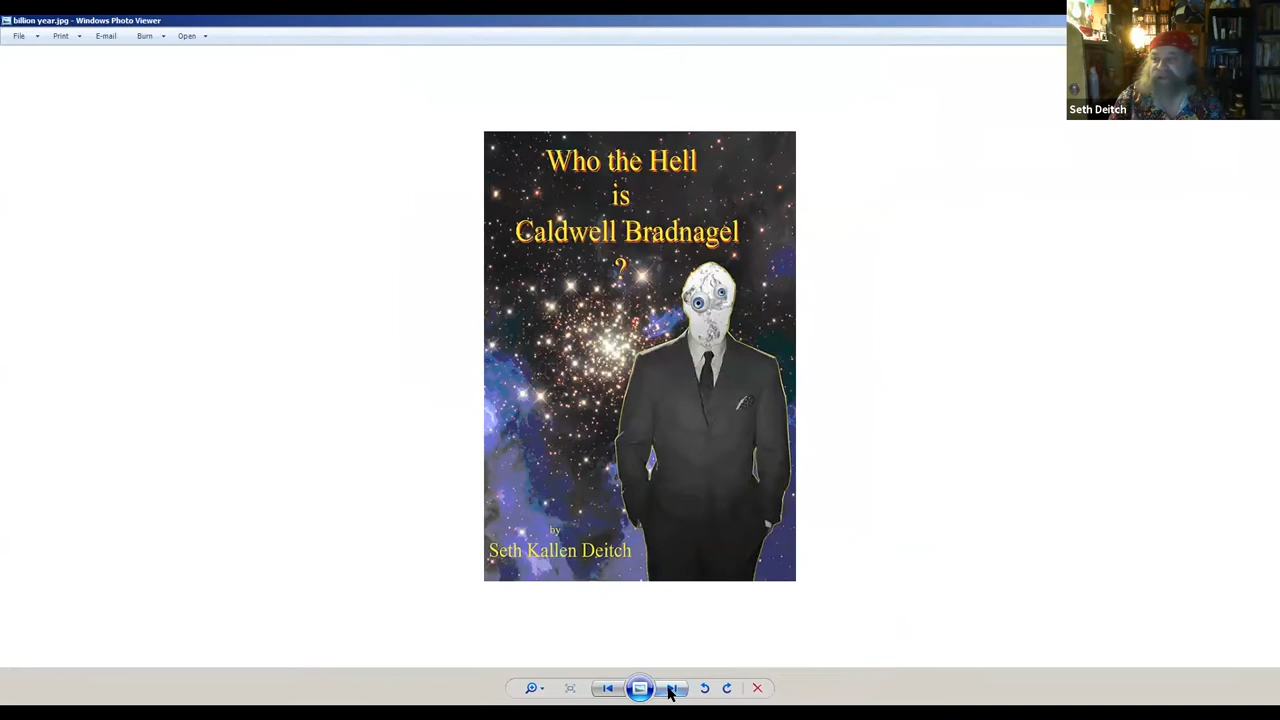 billion year.jpg - Windows Photo Viewer
File Print E-mail Burn Open
Seth Deitch
Who the Hell
is
Caldwell Bradnagel
?
by
Seth Kallen Deitch